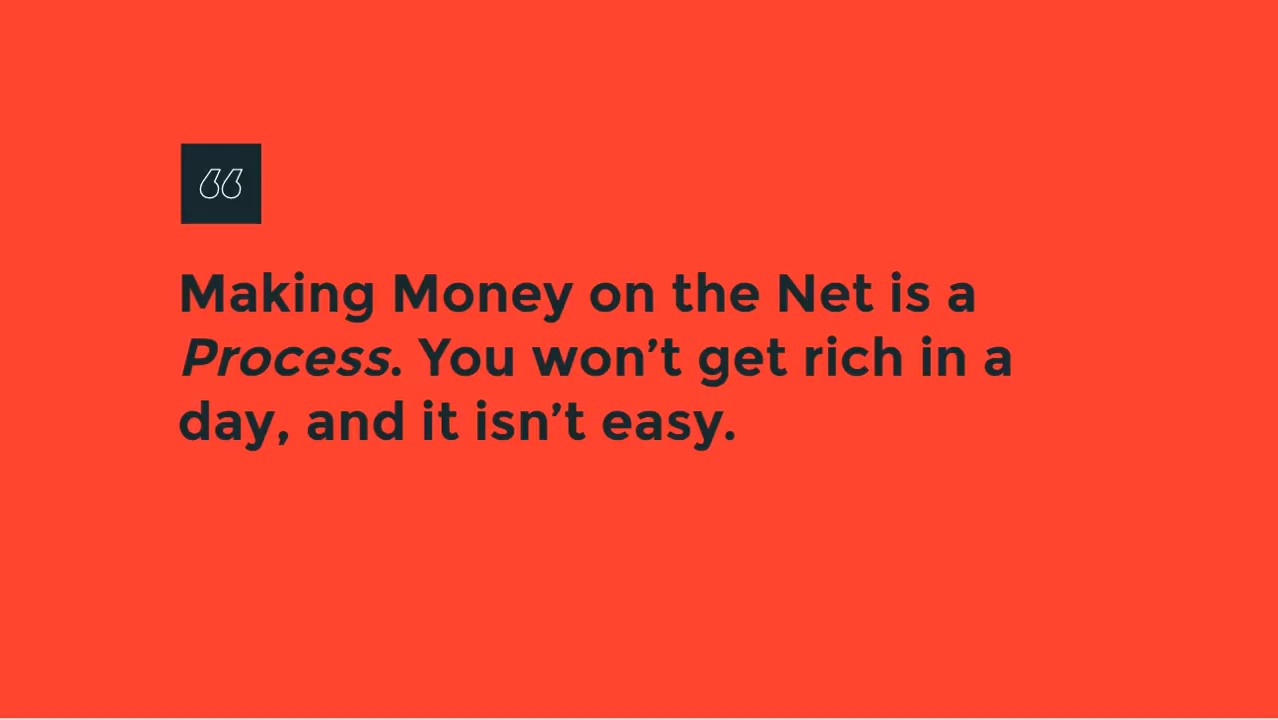 “
Making Money on the Net is a
Process. You won’t get rich in a
day, and it isn’t easy.